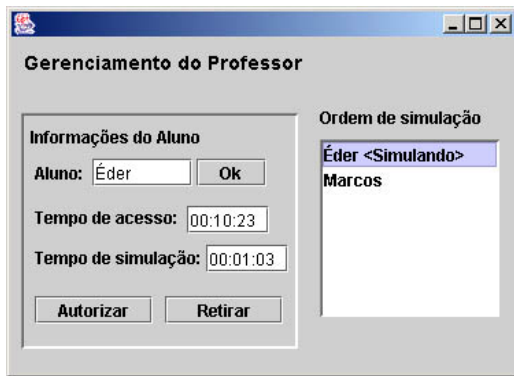 Gerenciamento do Professor
Informações do Aluno
Aluno: Éder Ok
Tempo de acesso: 00:10:23
Tempo de simulação: 00:01:03
Autorizar Retirar
Ordem de simulação
Éder <Simulando>
Marcos